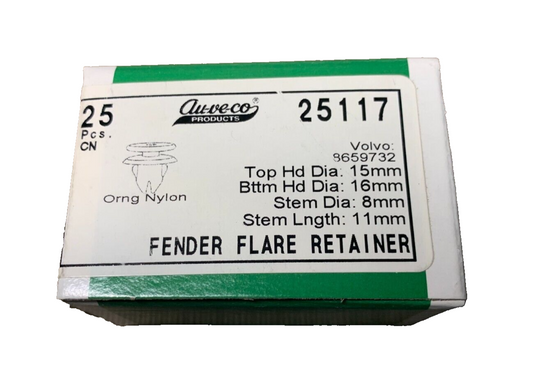 25
Pcs.
CN
Au-ve-co®
PRODUCTS
25117
Volvo:
8659732
Top Hd Dia: 15mm
Bttm Hd Dia: 16mm
Stem Dia: 8mm
Stem Lngth: 11mm
Orng Nylon
FENDER FLARE RETAINER